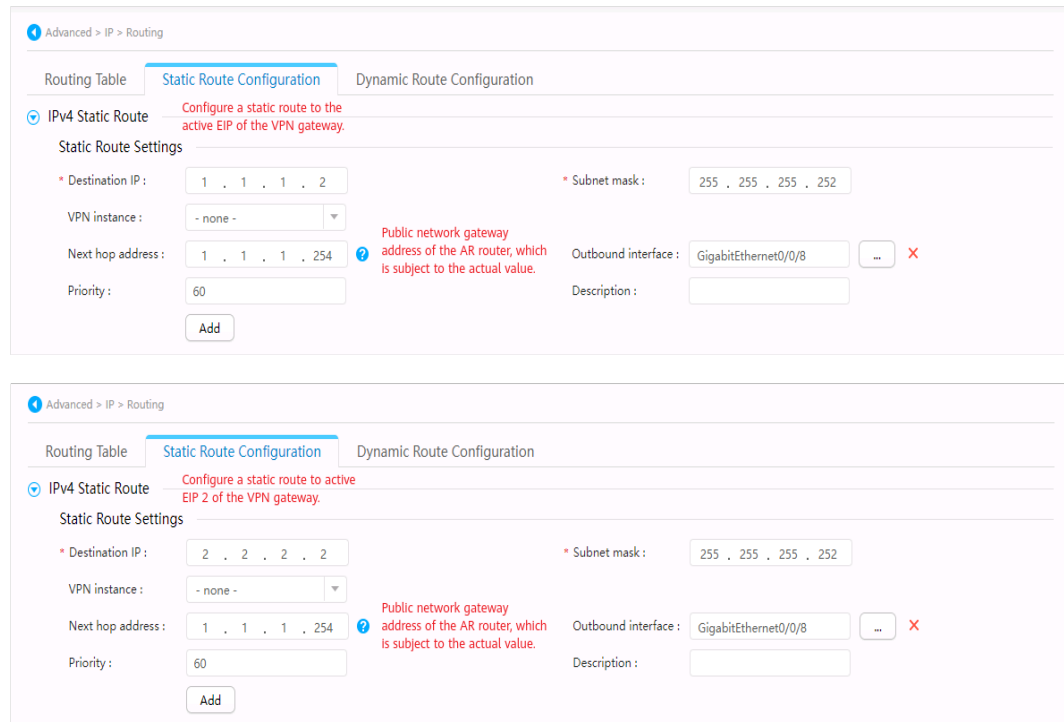 Advanced > IP > Routing
Routing Table Static Route Configuration Dynamic Route Configuration
IPv4 Static Route
Configure a static route to the
active EIP of the VPN gateway.
Static Route Settings
* Destination IP : 1 . 1 . 1 . 2 * Subnet mask : 255 . 255 . 255 . 252
VPN instance : - none -
Next hop address : 1 . 1 . 1 . 254 ?
Public network gateway
address of the AR router, which
is subject to the actual value.
Outbound interface : GigabitEthernet0/0/8 ...
Priority : 60 Description :
Add
Advanced > IP > Routing
Routing Table Static Route Configuration Dynamic Route Configuration
IPv4 Static Route
Configure a static route to active
EIP 2 of the VPN gateway.
Static Route Settings
* Destination IP : 2 . 2 . 2 . 2 * Subnet mask : 255 . 255 . 255 . 252
VPN instance : - none -
Next hop address : 1 . 1 . 1 . 254 ?
Public network gateway
address of the AR router, which
is subject to the actual value.
Outbound interface : GigabitEthernet0/0/8 ...
Priority : 60 Description :
Add